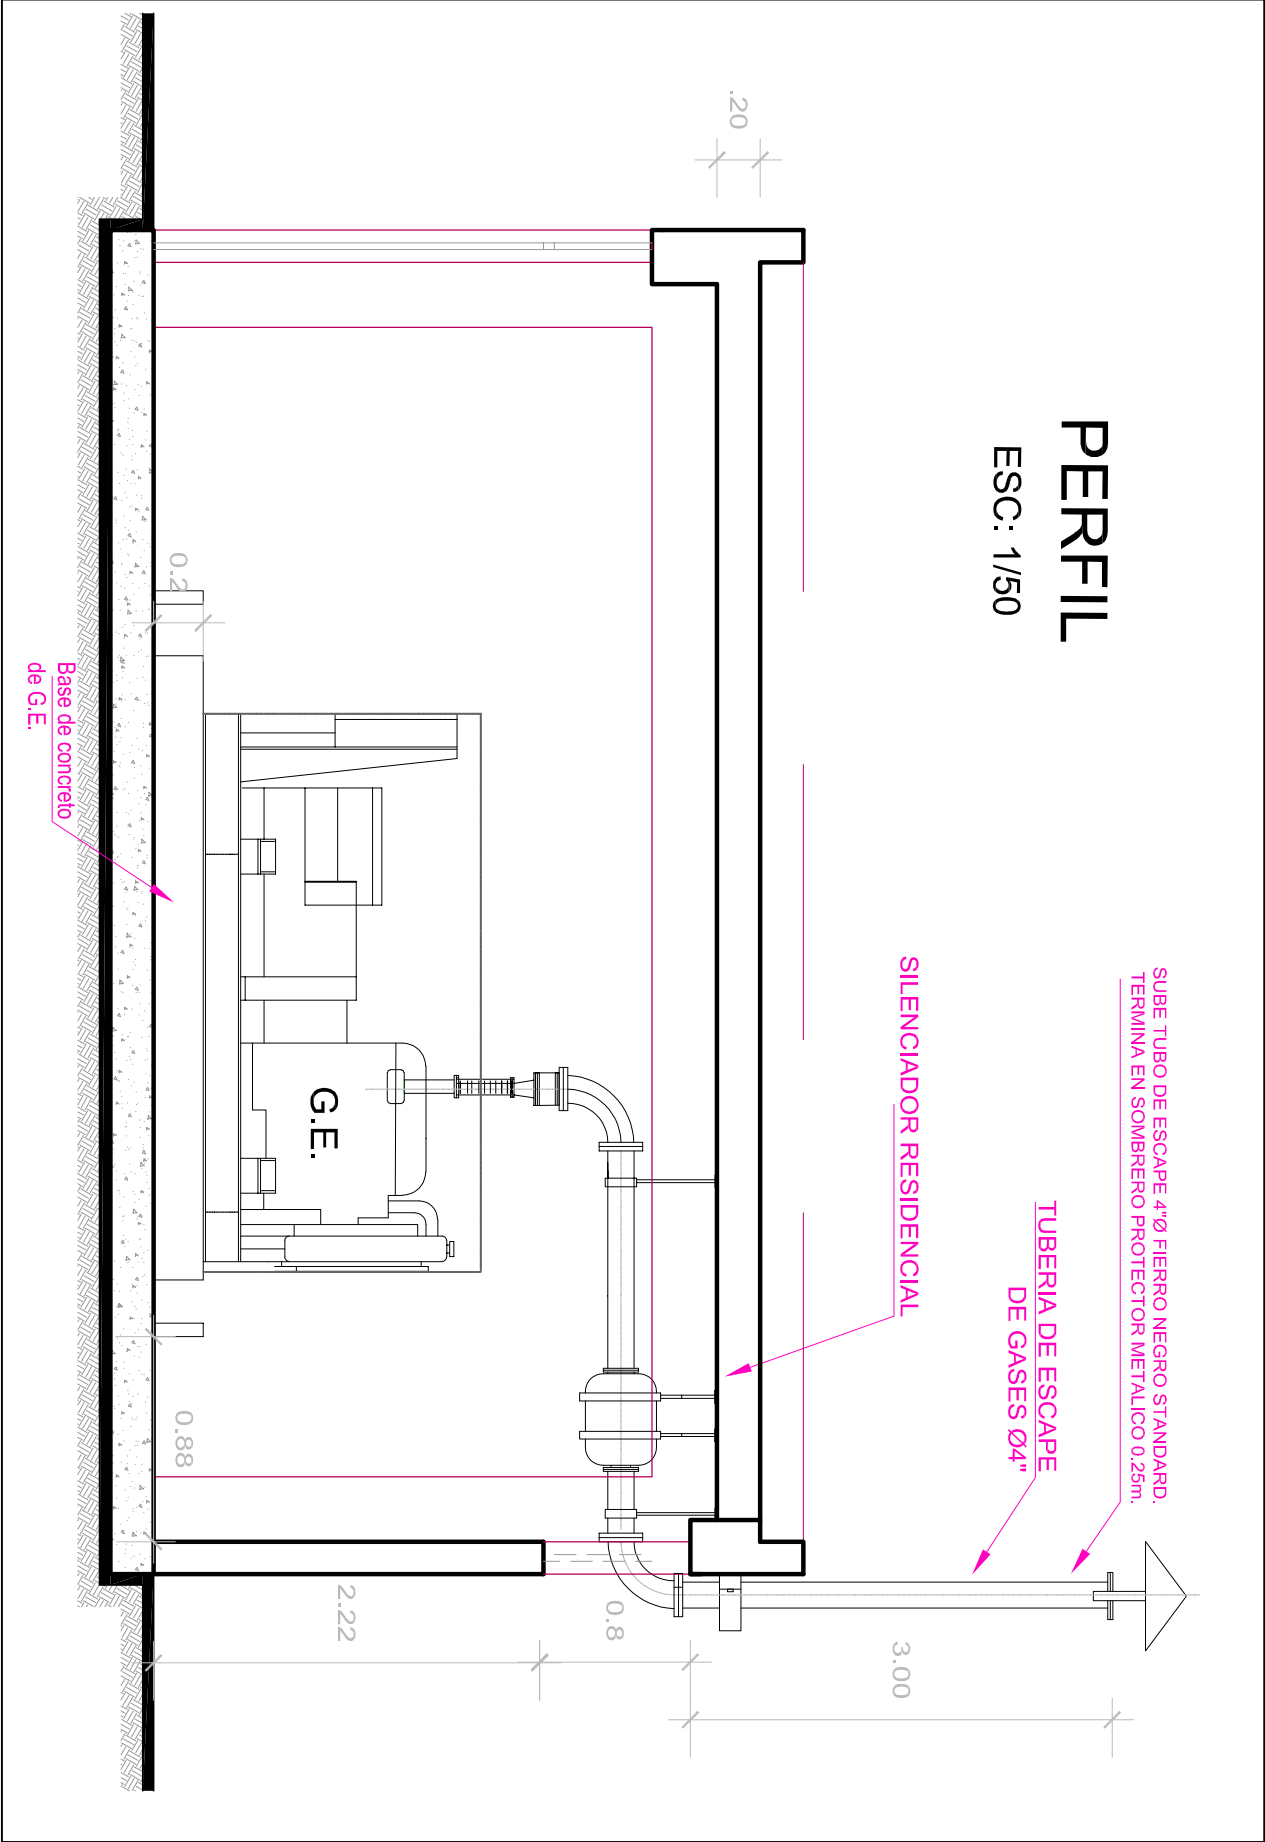 PERFIL
ESC: 1/50
SUBE TUBO DE ESCAPE 4"Ø FIERRO NEGRO STANDARD.
TERMINA EN SOMBRERO PROTECTOR METALICO 0.25m.
TUBERIA DE ESCAPE
DE GASES Ø4"
SILENCIADOR RESIDENCIAL
.20
3.00
0.8
2.22
G.E.
0.2
0.88
Base de concreto
de G.E.